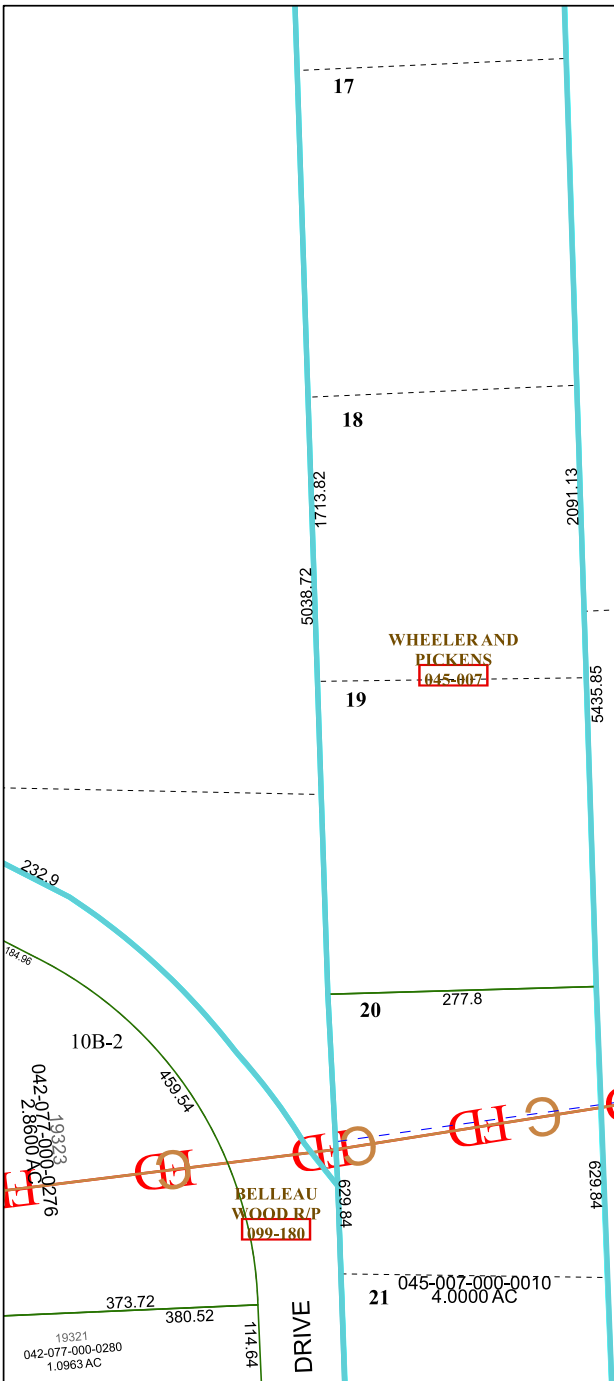 17
18
1713.82
2091.13
5038.72
WHEELER AND
PICKENS
045-007
5435.85
19
232.9
184.96
277.8
20
10B-2
459.54
19323
042-077-000-0276
2.8600 AC
C
C
C
BELLEAU
WOOD R/P
099-180
629.84
629.84
045-007-000-0010
4.0000 AC
21
373.72
380.52
114.64
DRIVE
19321
042-077-000-0280
1.0963 AC